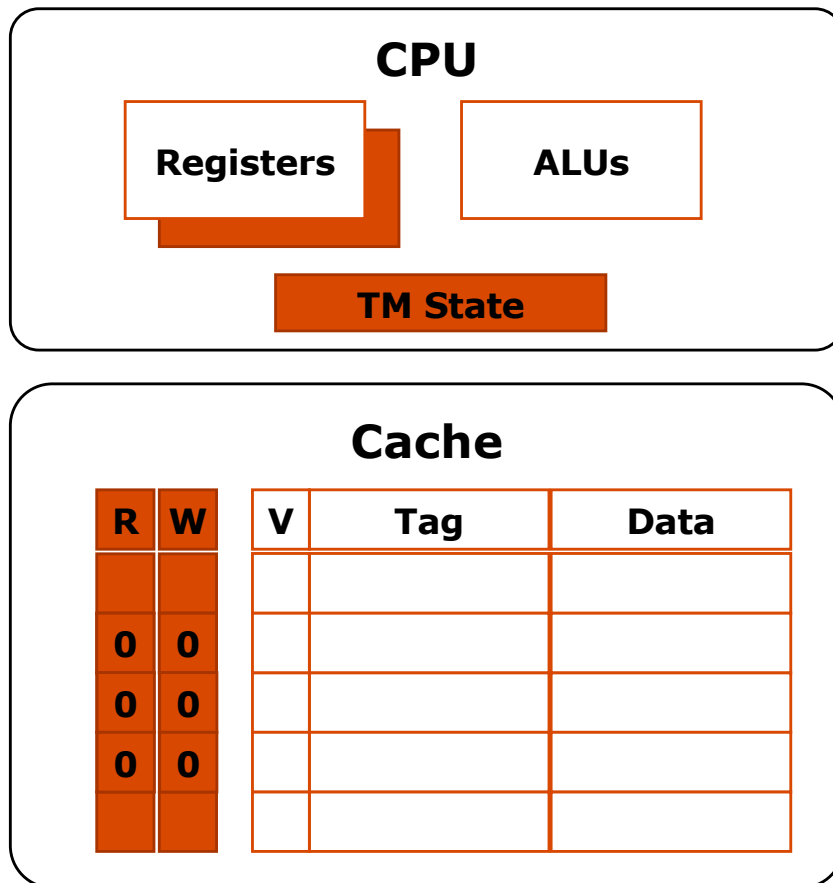 CPU
Registers ALUs
TM State
Cache
R W V Tag Data
0 0
0 0
0 0